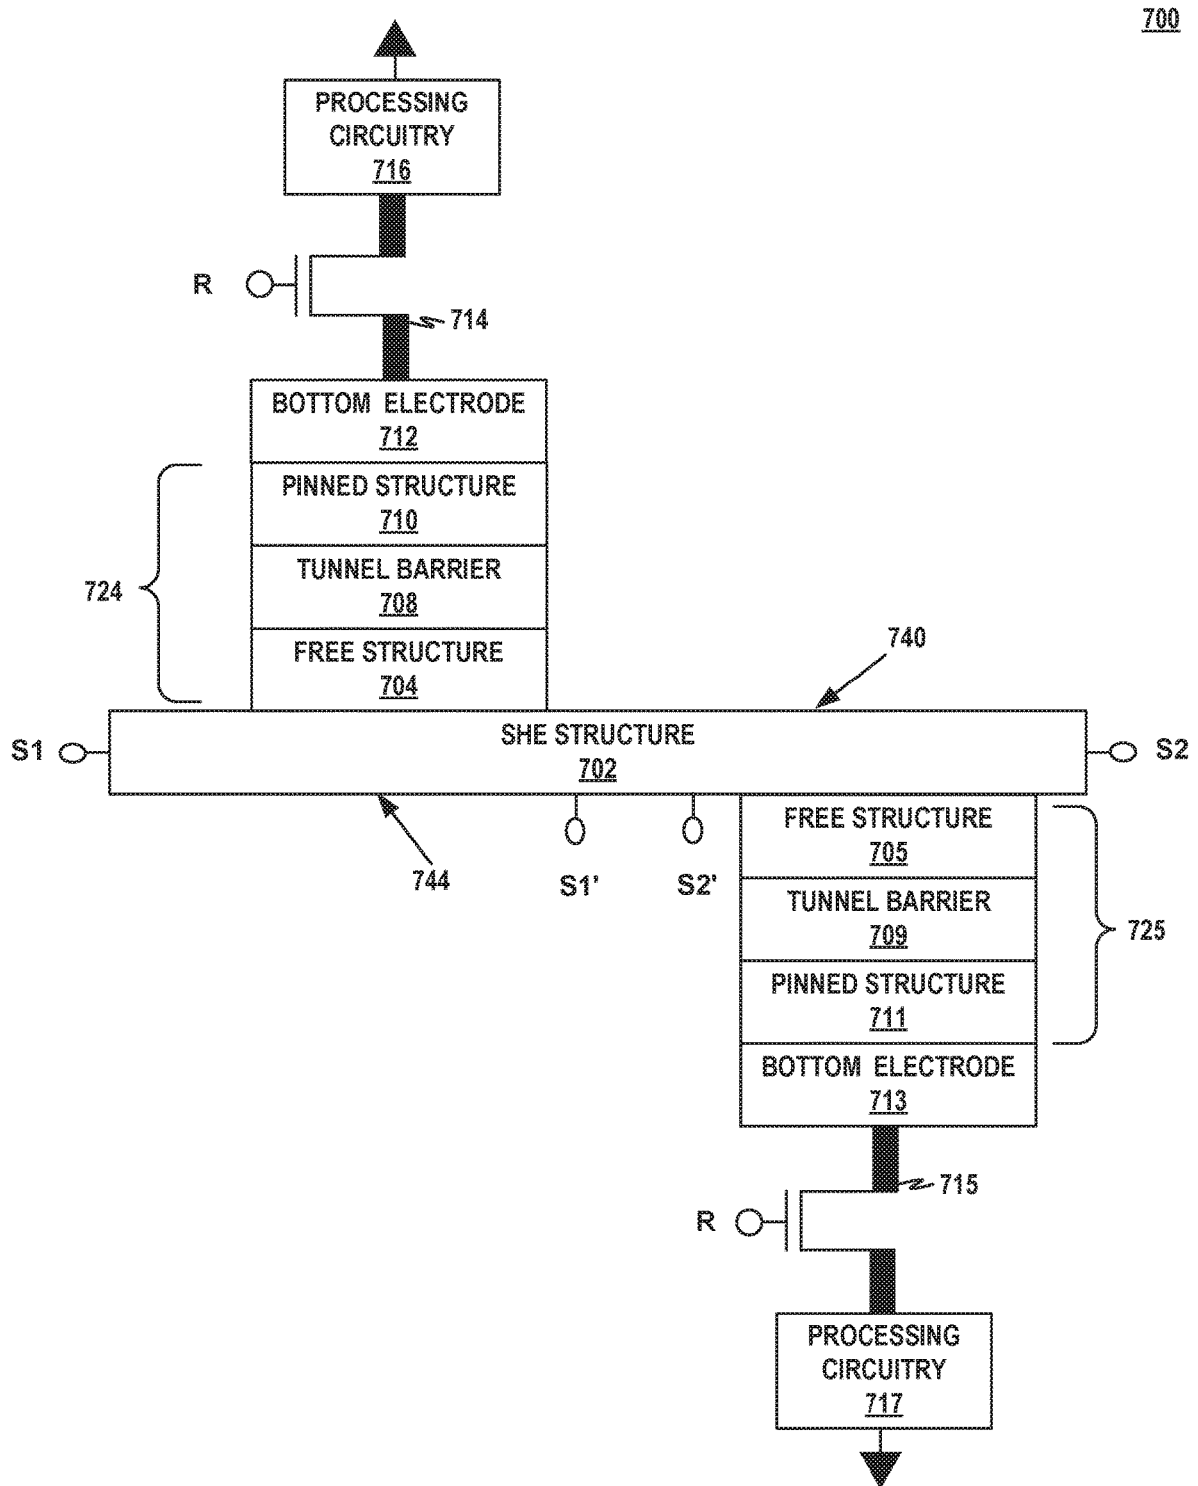 700
PROCESSING
CIRCUITRY
716
R
714
BOTTOM ELECTRODE
712
PINNED STRUCTURE
710
724
TUNNEL BARRIER
708
FREE STRUCTURE
704
740
S1
SHE STRUCTURE
702
S2
744
S1'
S2'
FREE STRUCTURE
705
TUNNEL BARRIER
709
725
PINNED STRUCTURE
711
BOTTOM ELECTRODE
713
715
R
PROCESSING
CIRCUITRY
717